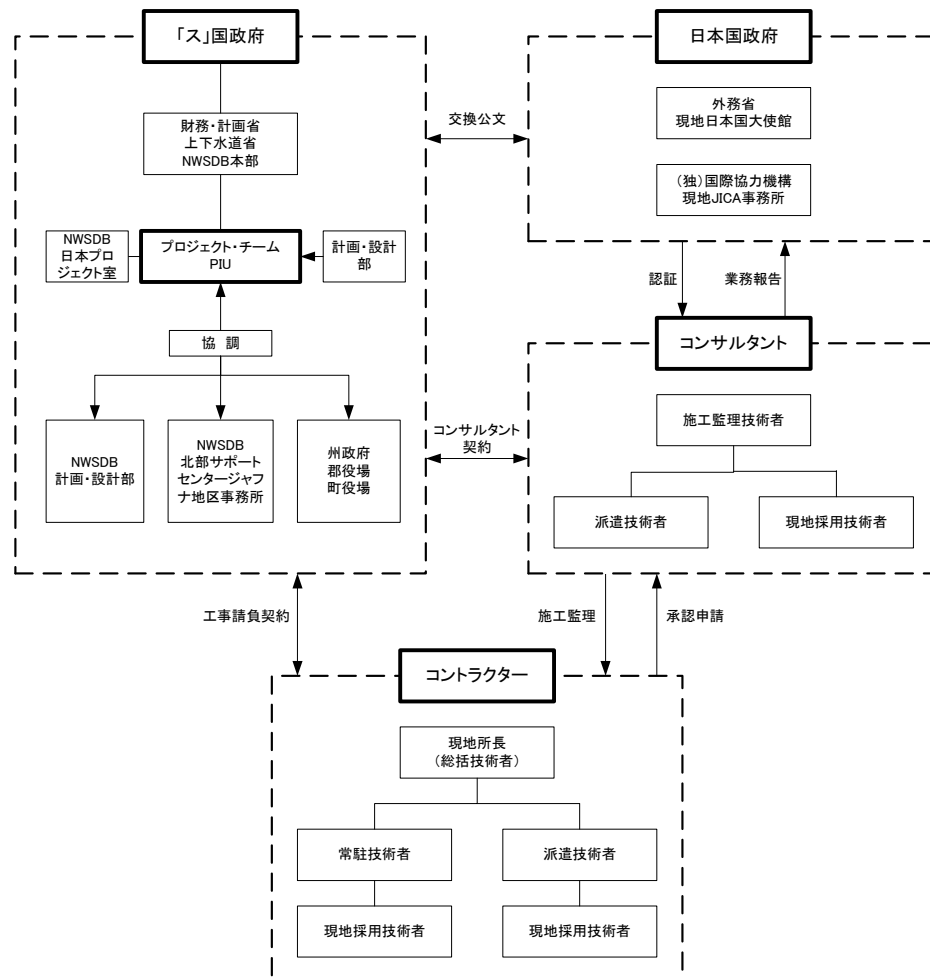 「ス」国政府
財務・計画省
上下水道省
NWSDB本部
NWSDB
日本プロ
ジェクト室
プロジェクト・チーム
PIU
計画・設計
部
協 調
NWSDB
計画・設計部
NWSDB
北部サポート
センタージャフ
ナ地区事務所
州政府
郡役場
町役場
交換公文
日本国政府
外務省
現地日本国大使館
（独）国際協力機構
現地JICA事務所
認証
業務報告
コンサルタント
契約
コンサルタント
施工監理技術者
派遣技術者
現地採用技術者
工事請負契約
施工監理
承認申請
コントラクター
現地所長
（総括技術者）
常駐技術者
派遣技術者
現地採用技術者
現地採用技術者